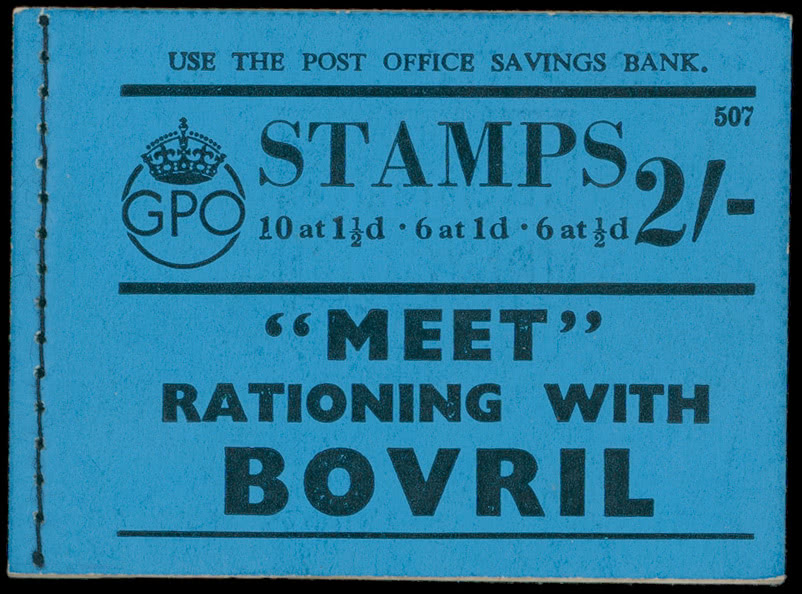 USE THE POST OFFICE SAVINGS BANK.
507
STAMPS 2/-
GPO
10 at 1½d · 6 at 1d · 6 at ½d
“MEET”
RATIONING WITH
BOVRIL